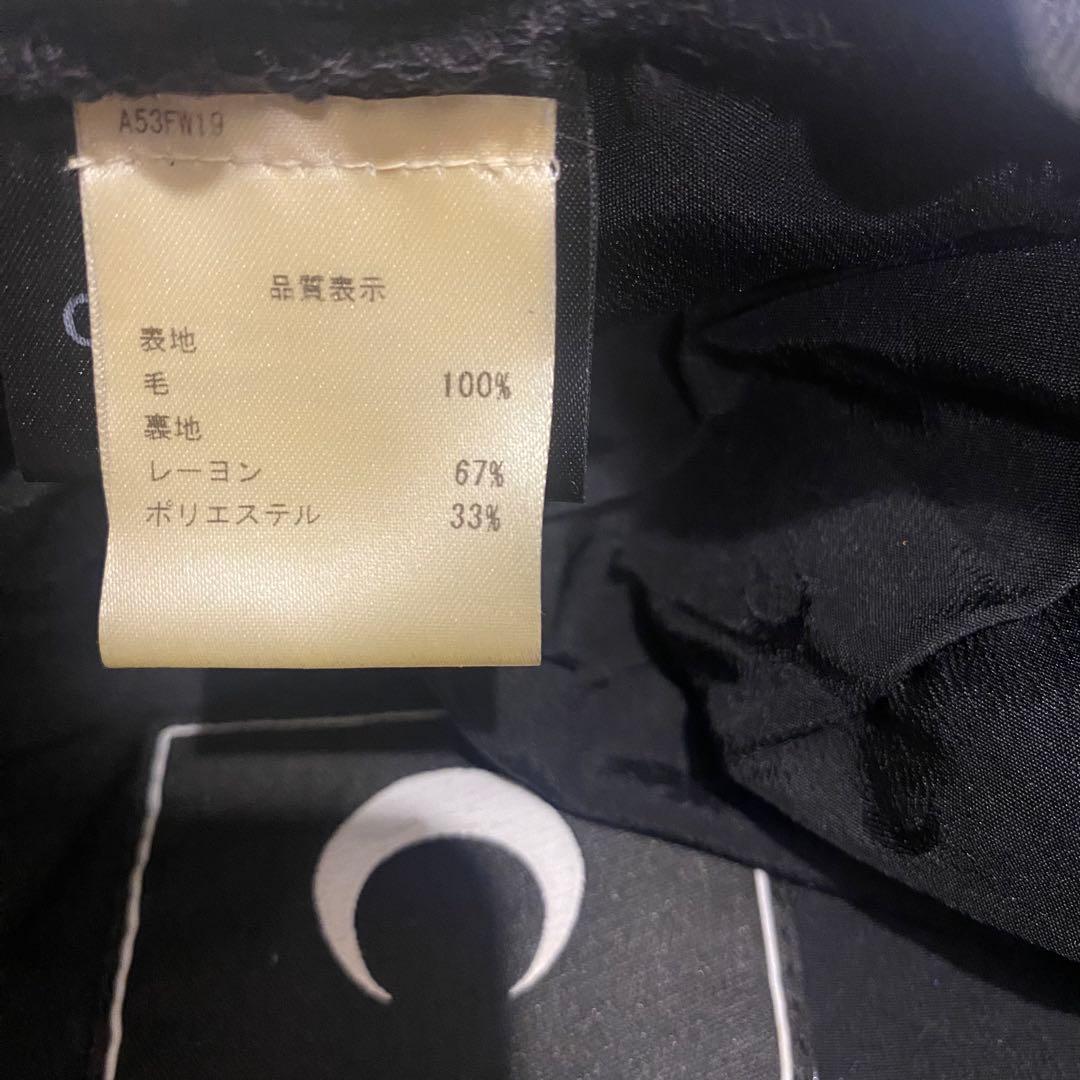 A53FW19
品質表示
表地
毛 100%
裏地
レーヨン 67%
ポリエステル 33%